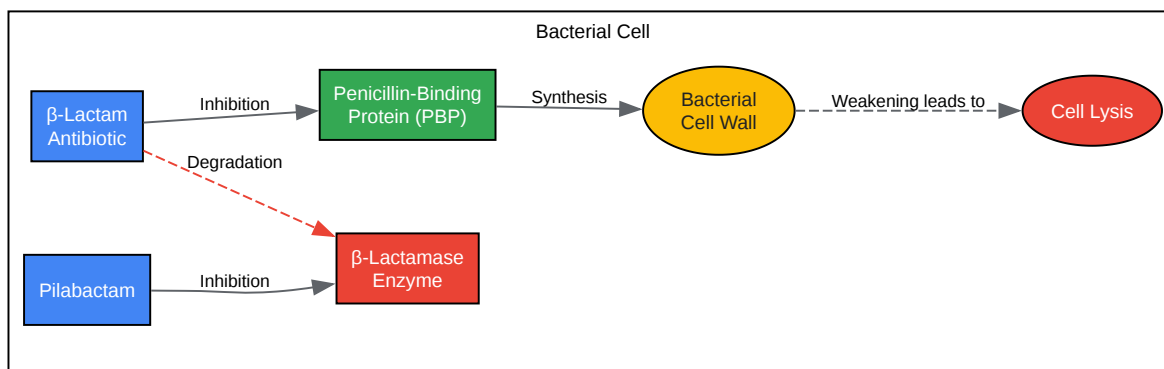 Bacterial Cell
β-Lactam
Antibiotic
Inhibition
Penicillin-Binding
Protein (PBP)
Synthesis
Bacterial
Cell Wall
Weakening leads to
Cell Lysis
Degradation
Pilabactam
Inhibition
β-Lactamase
Enzyme